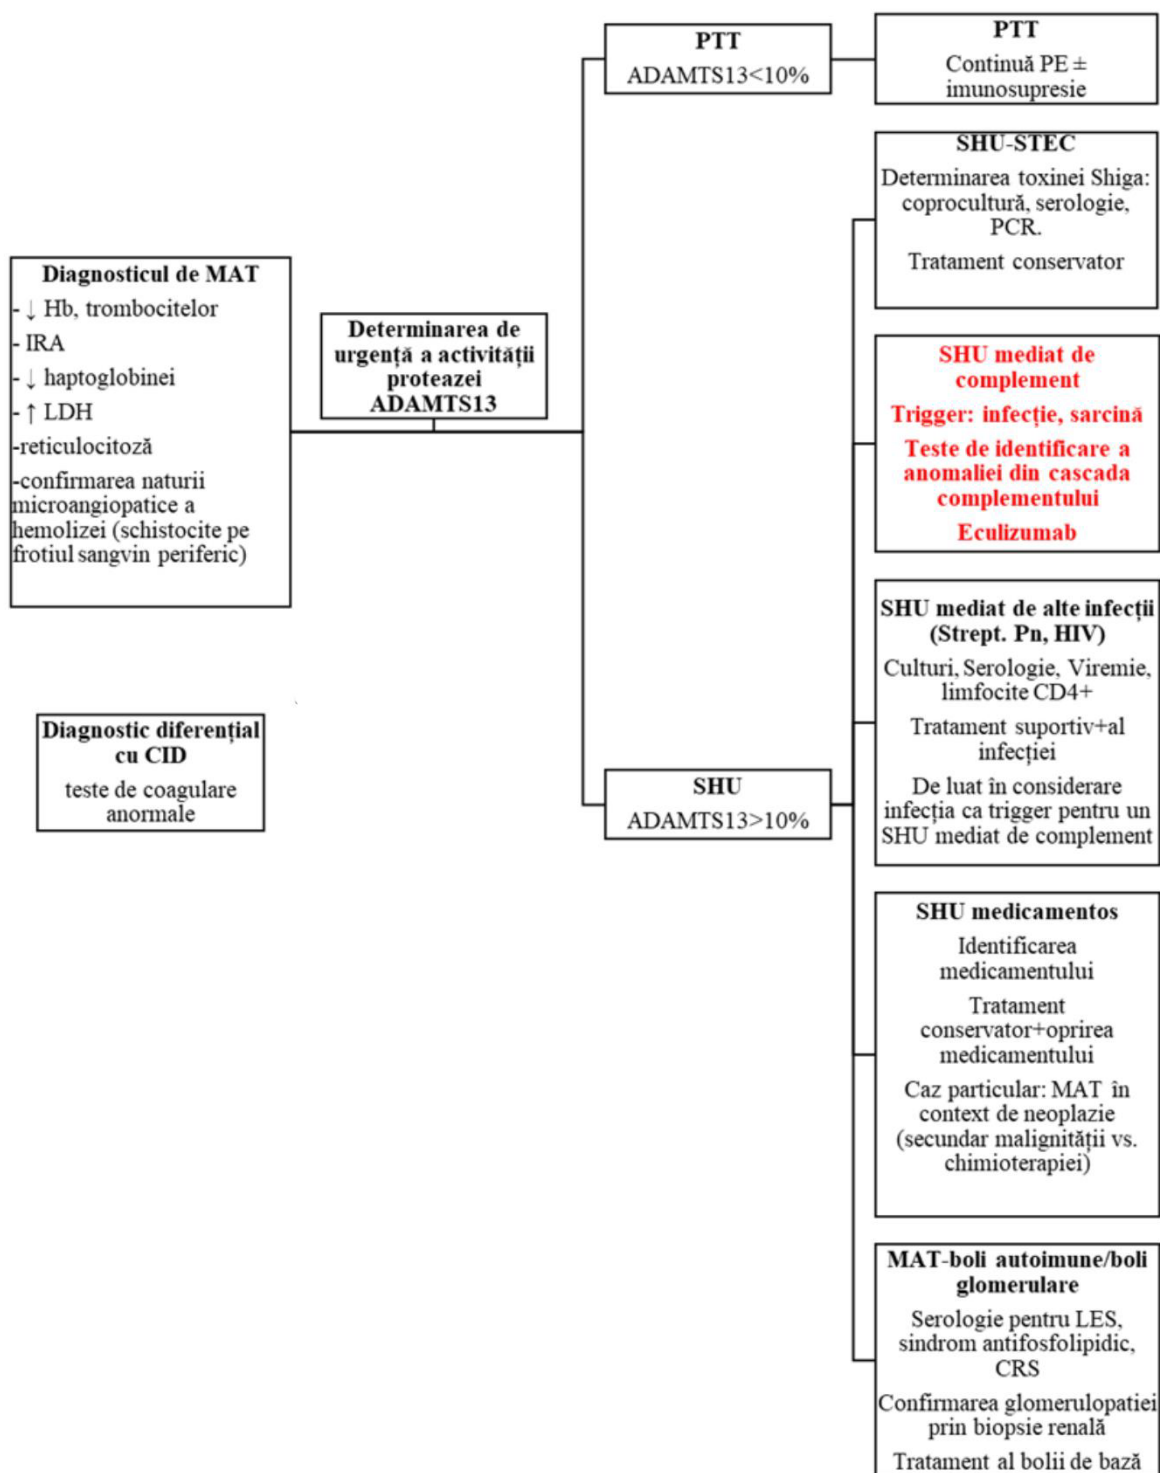 Diagnosticul de MAT
- ↓ Hb, trombocitelor
- IRA
- ↓ haptoglobinei
- ↑ LDH
-reticulocitoză
-confirmarea naturii
microangiopatice a
hemolizei (schistocite pe
frotiul sangvin periferic)
Diagnostic diferențial
cu CID
teste de coagulare
anormale
Determinarea de
urgență a activității
proteazei
ADAMTS13
PTT
ADAMTS13<10%
PTT
Continuă PE ±
imunosupresie
SHU
ADAMTS13>10%
SHU-STEC
Determinarea toxinei Shiga:
coprocultură, serologie,
PCR.
Tratament conservator
SHU mediat de
complement
Trigger: infecție, sarcină
Teste de identificare a
anomaliei din cascada
complementului
Eculizumab
SHU mediat de alte infecții
(Strept. Pn, HIV)
Culturi, Serologie, Viremie,
limfocite CD4+
Tratament suportiv+al
infecției
De luat în considerare
infecția ca trigger pentru un
SHU mediat de complement
SHU medicamentos
Identificarea
medicamentului
Tratament
conservator+oprirea
medicamentului
Caz particular: MAT în
context de neoplazie
(secundar malignității vs.
chimioterapiei)
MAT-boli autoimune/boli
glomerulare
Serologie pentru LES,
sindrom antifosfolipidic,
CRS
Confirmarea glomerulopatiei
prin biopsie renală
Tratament al bolii de bază